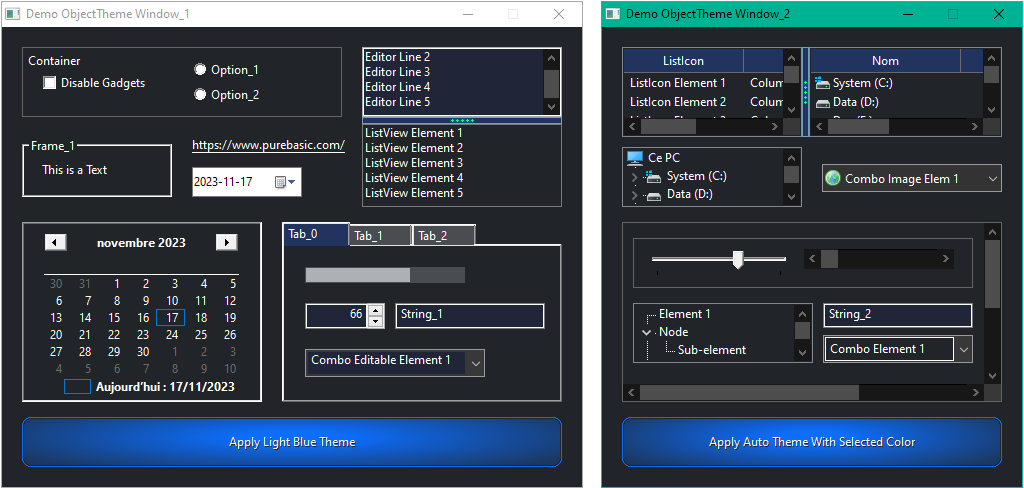 Demo ObjectTheme Window_1
Container
Disable Gadgets
Option_1
Option_2
Editor Line 2
Editor Line 3
Editor Line 4
Editor Line 5
ListView Element 1
ListView Element 2
ListView Element 3
ListView Element 4
ListView Element 5
Frame_1
This is a Text
https://www.purebasic.com/
2023-11-17
novembre 2023
30 31 1 2 3 4 5
6 7 8 9 10 11 12
13 14 15 16 17 18 19
20 21 22 23 24 25 26
27 28 29 30 1 2 3
4 5 6 7 8 9 10
Aujourd'hui : 17/11/2023
Tab_0 Tab_1 Tab_2
66 String_1
Combo Editable Element 1
Apply Light Blue Theme
Demo ObjectTheme Window_2
ListIcon
ListIcon Element 1 Colum
ListIcon Element 2 Colum
Nom
System (C:)
Data (D:)
Ce PC
System (C:)
Data (D:)
Combo Image Elem 1
Element 1
Node
Sub-element
String_2
Combo Element 1
Apply Auto Theme With Selected Color